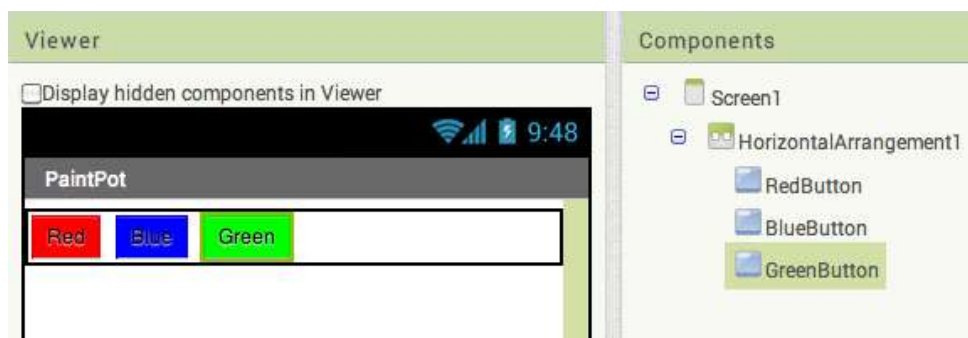 Viewer
Display hidden components in Viewer
9:48
PaintPot
Red Blue Green
Components
Screen1
HorizontalArrangement1
RedButton
BlueButton
GreenButton